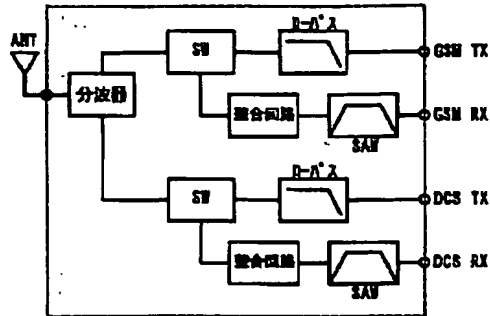 ANT
分波器
SW
ローパス
GSM TX
整合回路
SAW
GSM RX
SW
ローパス
DCS TX
整合回路
SAW
DCS RX